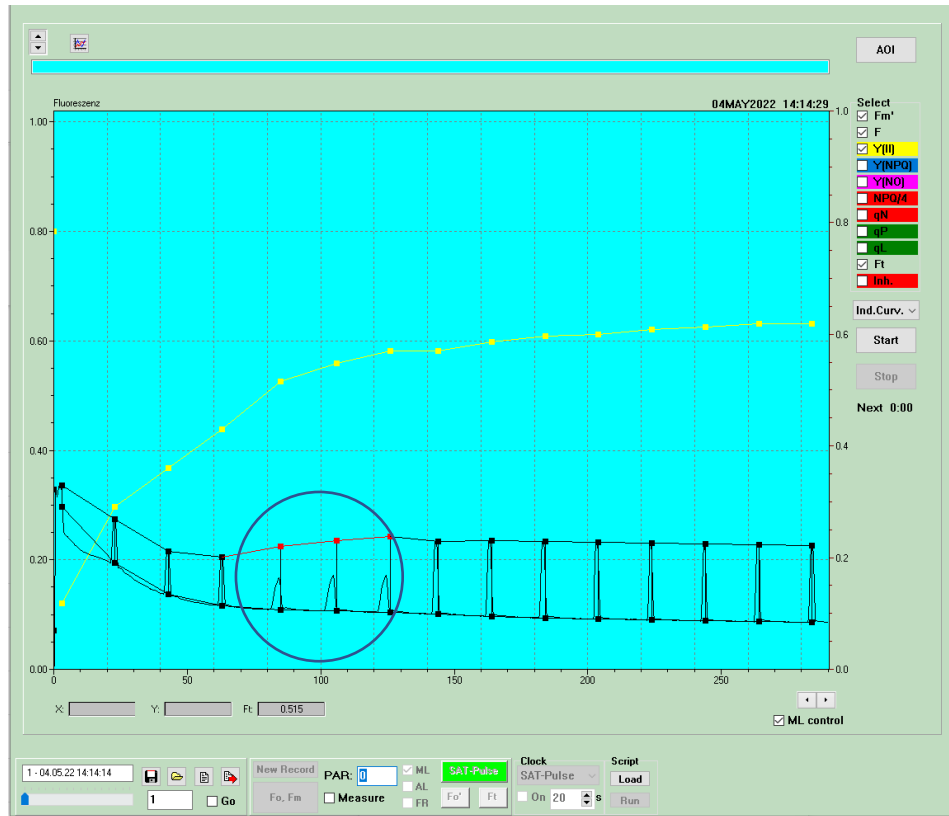 AOI
Fluoreszenz
04MAY2022 14:14:29
Select
Fm'
F
Y(II)
Y(NPQ)
Y(NO)
NPQ/4
qN
qP
qL
Ft
Inh.
1.00
0.80
0.60
0.40
0.20
0.00
1.0
0.8
0.6
0.4
0.2
0.0
0
50
100
150
200
250
Ind.Curv.
Start
Stop
Next 0:00
X:
Y:
Ft: 0.515
ML control
1 - 04.05.22 14:14:14
1
Go
New Record
Fo, Fm
PAR: 0
Measure
ML
AL
FR
SAT-Pulse
Fo'
Ft
Clock
SAT-Pulse
On 20 s
Script
Load
Run